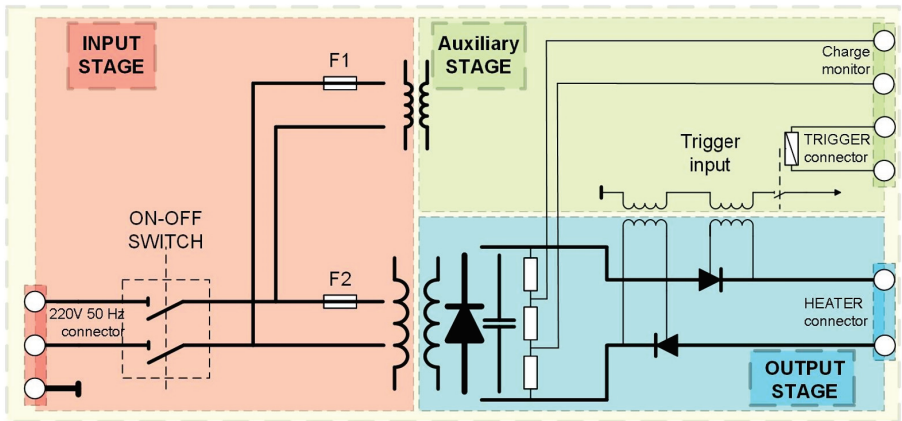 INPUT
STAGE
F1
Auxiliary
STAGE
Charge
monitor
Trigger
input
TRIGGER
connector
ON-OFF
SWITCH
F2
220V 50 Hz
connector
HEATER
connector
OUTPUT
STAGE